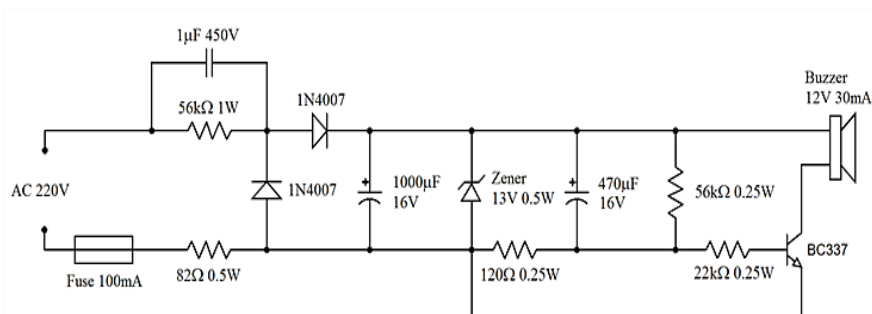 1μF 450V
56kΩ 1W
1N4007
Buzzer
12V 30mA
AC 220V
1N4007
1000μF
16V
Zener
13V 0.5W
470μF
16V
56kΩ 0.25W
BC337
Fuse 100mA
82Ω 0.5W
120Ω 0.25W
22kΩ 0.25W